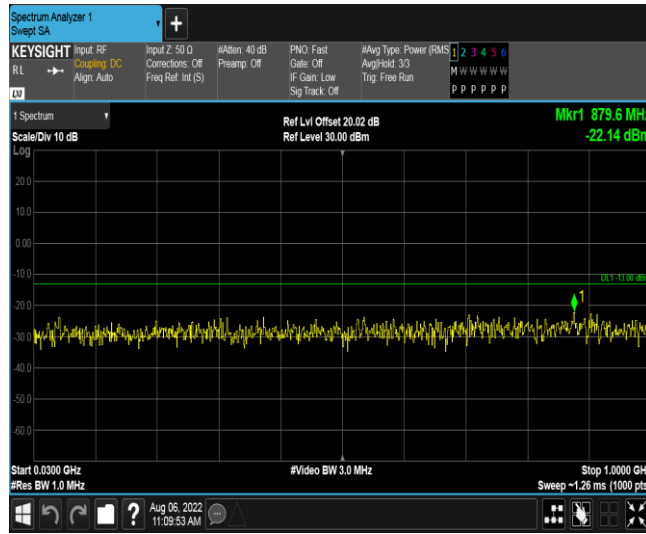 Spectrum Analyzer 1
Swept SA
KEYSIGHT
RL
LXI
Input: RF
Coupling: DC
Align: Auto
Input Z: 50 Ω
Corrections: Off
Freq Ref: Int (S)
#Atten: 40 dB
Preamp: Off
PNO: Fast
Gate: Off
IF Gain: Low
Sig Track: Off
#Avg Type: Power (RMS
Avg|Hold: 3/3
Trig: Free Run
1 2 3 4 5 6
M W W W W W
P P P P P P
1 Spectrum
Scale/Div 10 dB
Ref Lvl Offset 20.02 dB
Ref Level 30.00 dBm
Mkr1 879.6 MHz
-22.14 dBm
Log
20.0
10.0
0.00
-10.0
DL1 -13.00 dBm
1
-20.0
-30.0
-40.0
-50.0
-60.0
Start 0.0300 GHz
#Video BW 3.0 MHz
Stop 1.0000 GH
#Res BW 1.0 MHz
Sweep ~1.26 ms (1000 pts
?
Aug 06, 2022
11:09:53 AM